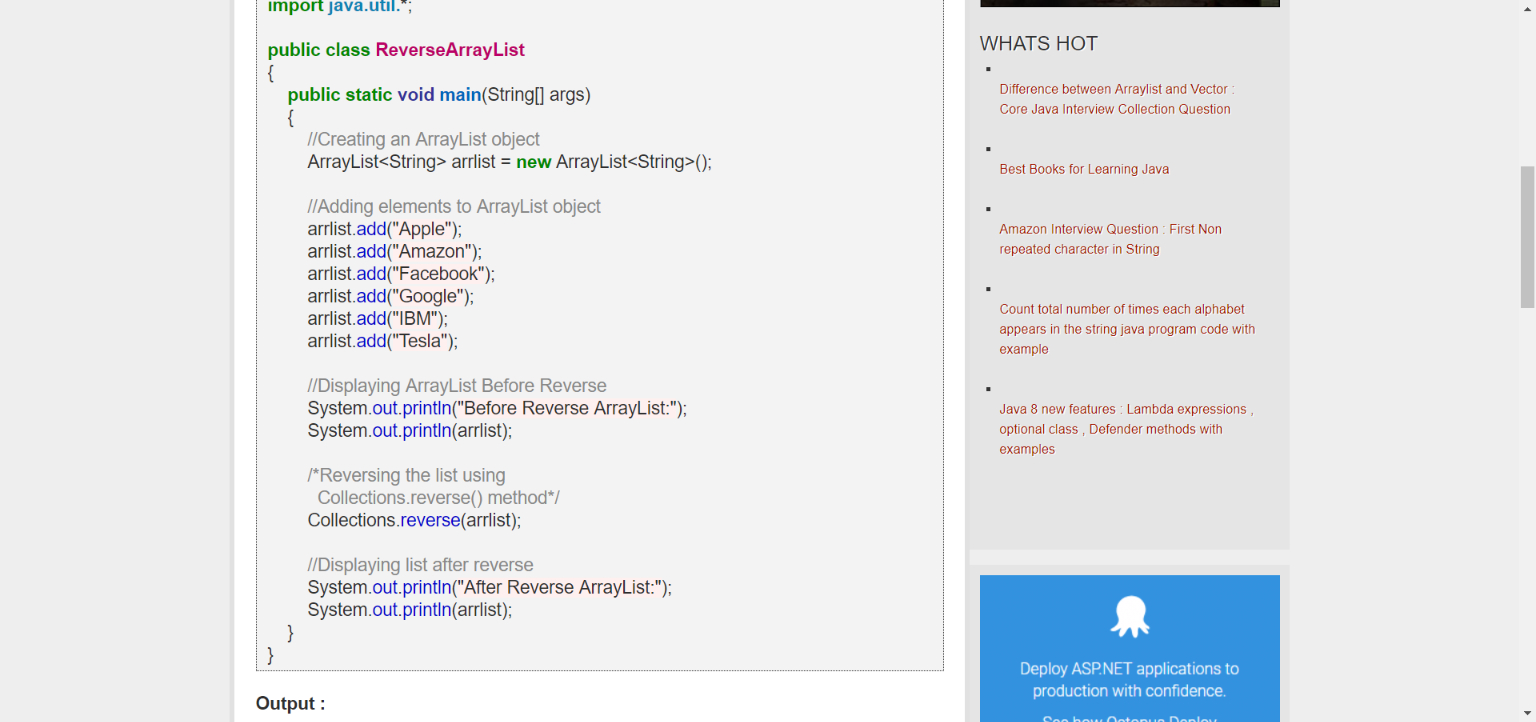 import java.util.*;
public class ReverseArrayList
{
public static void main(String[] args)
{
//Creating an ArrayList object
ArrayList<String> arrlist = new ArrayList<String>();
//Adding elements to ArrayList object
arrlist.add("Apple");
arrlist.add("Amazon");
arrlist.add("Facebook");
arrlist.add("Google");
arrlist.add("IBM");
arrlist.add("Tesla");
//Displaying ArrayList Before Reverse
System.out.println("Before Reverse ArrayList:");
System.out.println(arrlist);
/*Reversing the list using
Collections.reverse() method*/
Collections.reverse(arrlist);
//Displaying list after reverse
System.out.println("After Reverse ArrayList:");
System.out.println(arrlist);
}
}
Output :
WHATS HOT
Difference between Arraylist and Vector :
Core Java Interview Collection Question
Best Books for Learning Java
Amazon Interview Question : First Non
repeated character in String
Count total number of times each alphabet
appears in the string java program code with
example
Java 8 new features : Lambda expressions ,
optional class , Defender methods with
examples
Deploy ASP.NET applications to
production with confidence.
See how Octopus Deploy